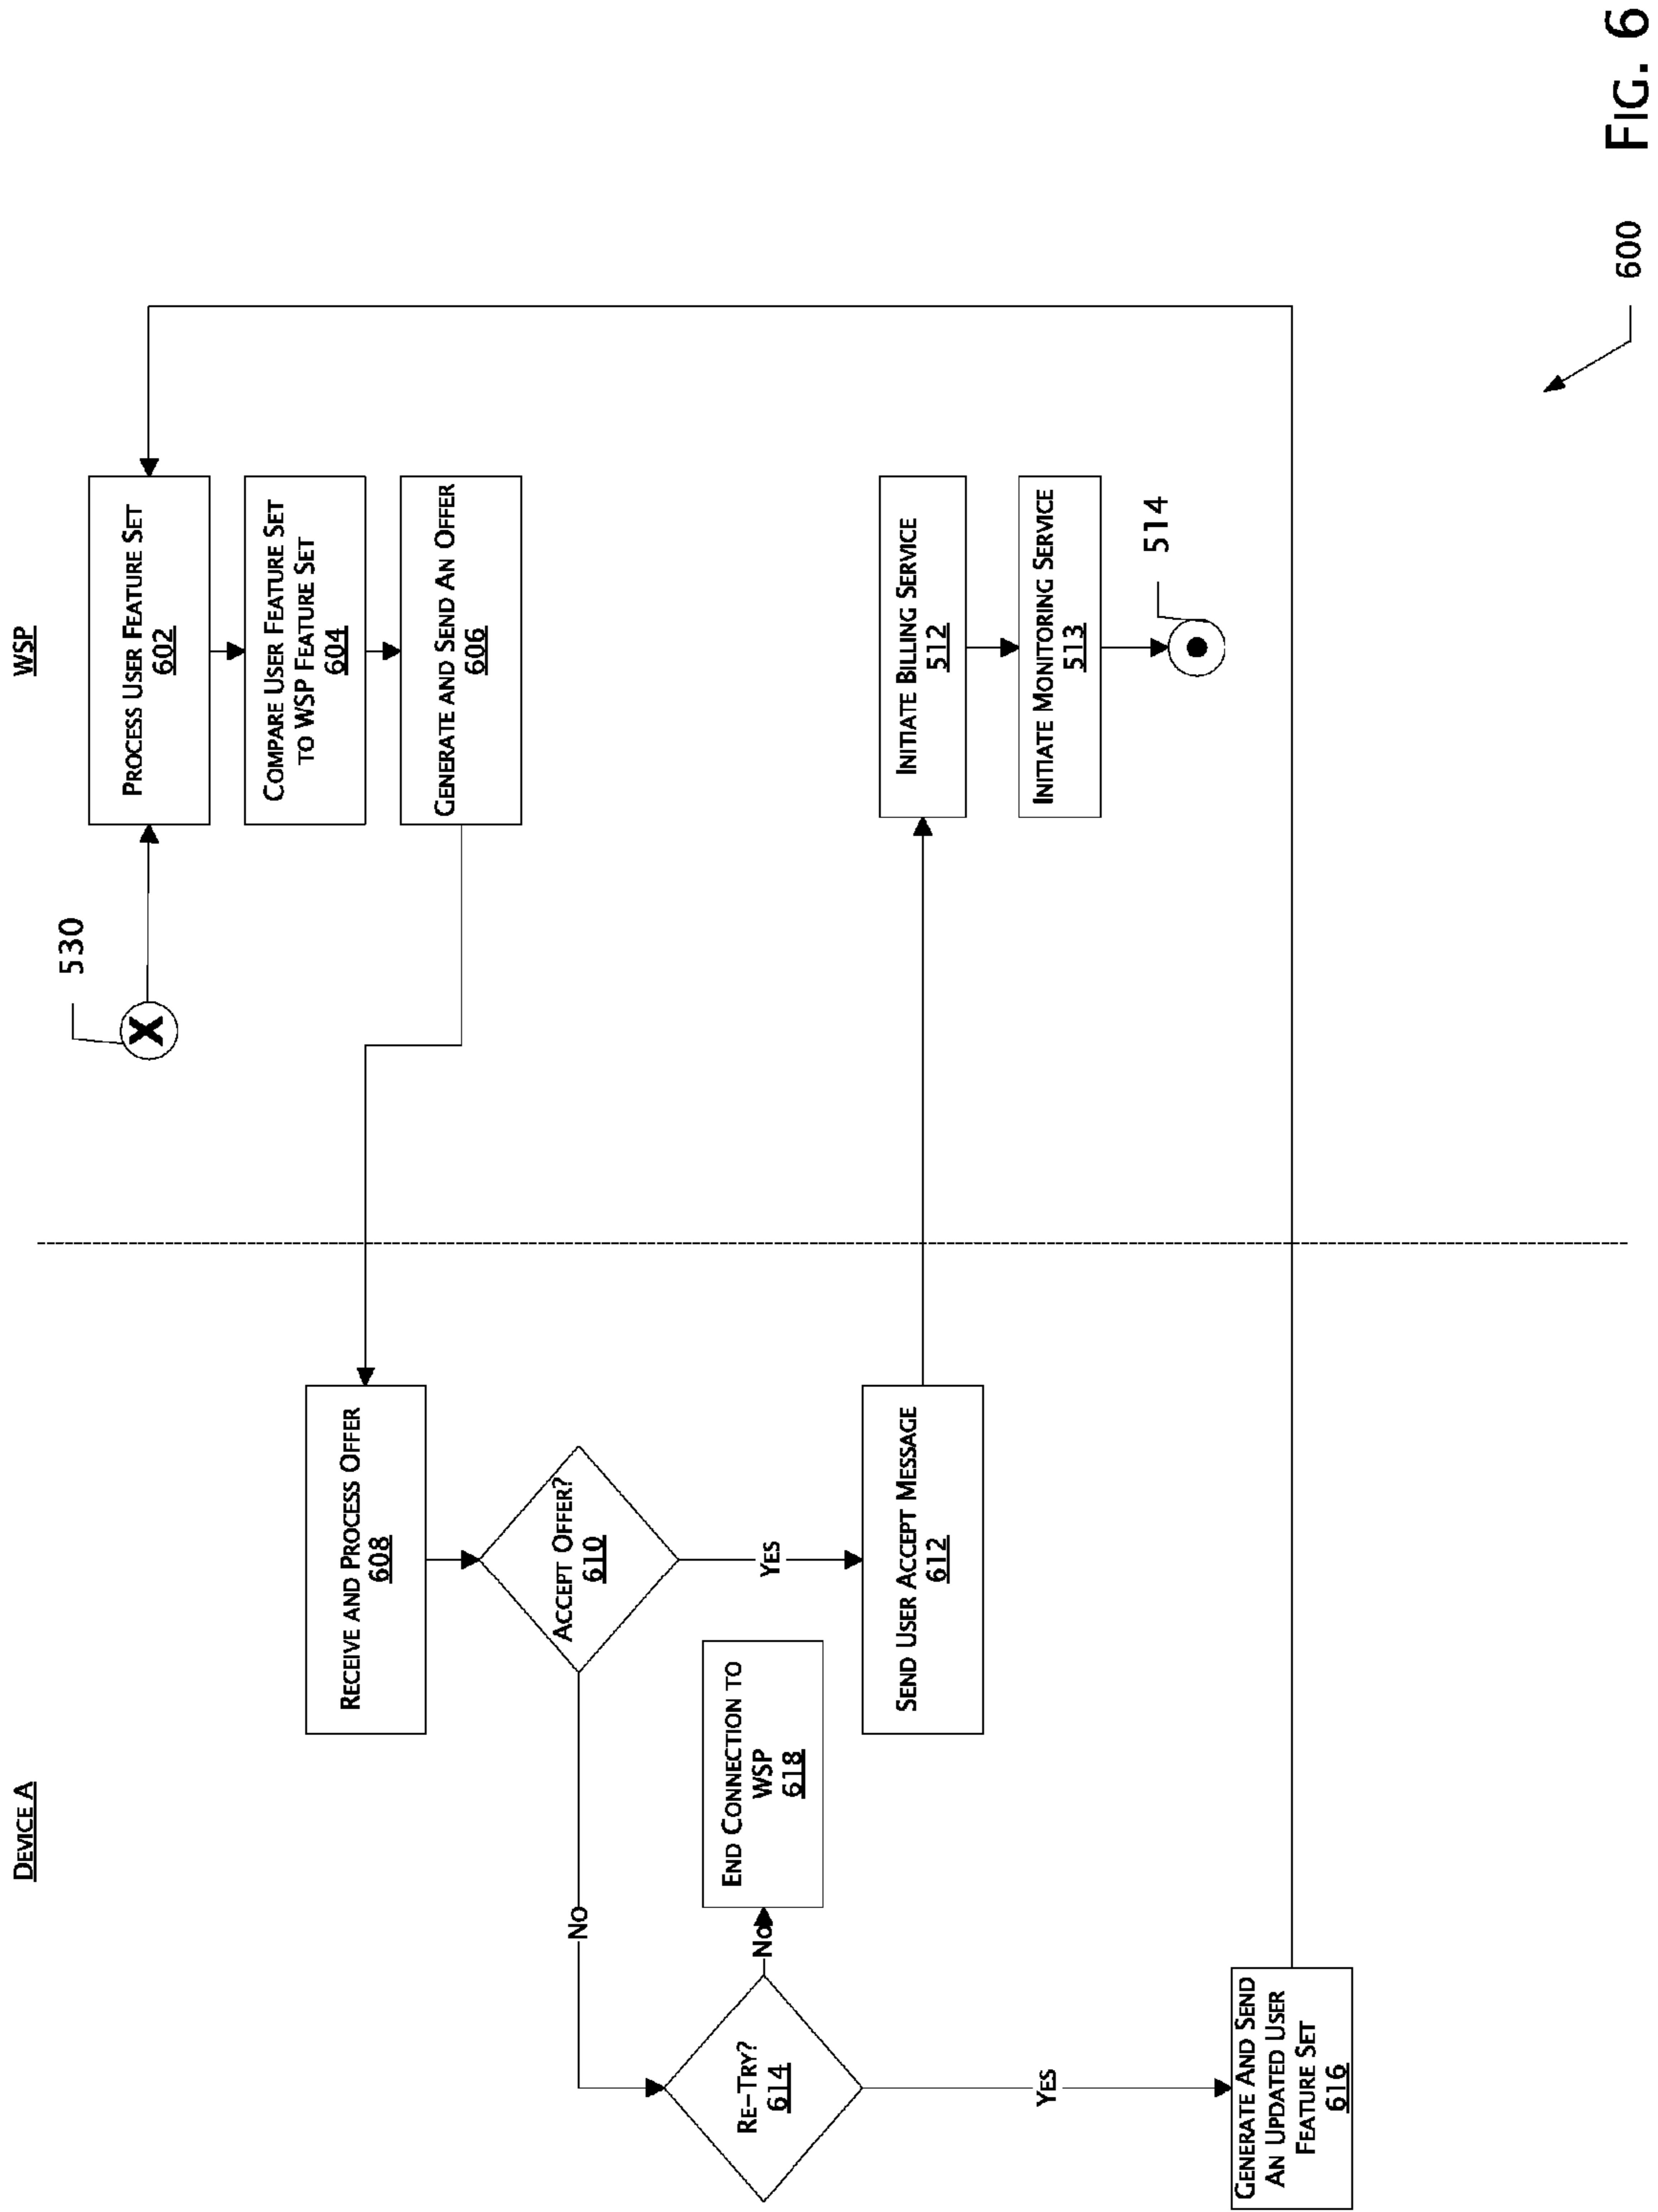 DEVICE A
WSP
530
PROCESS USER FEATURE SET
602
COMPARE USER FEATURE SET
TO WSP FEATURE SET
604
GENERATE AND SEND AN OFFER
606
RECEIVE AND PROCESS OFFER
608
ACCEPT OFFER?
610
NO
YES
RE-TRY?
614
NO
END CONNECTION TO
WSP
618
SEND USER ACCEPT MESSAGE
612
INITIATE BILLING SERVICE
512
INITIATE MONITORING SERVICE
513
514
YES
GENERATE AND SEND
AN UPDATED USER
FEATURE SET
616
600
FIG. 6